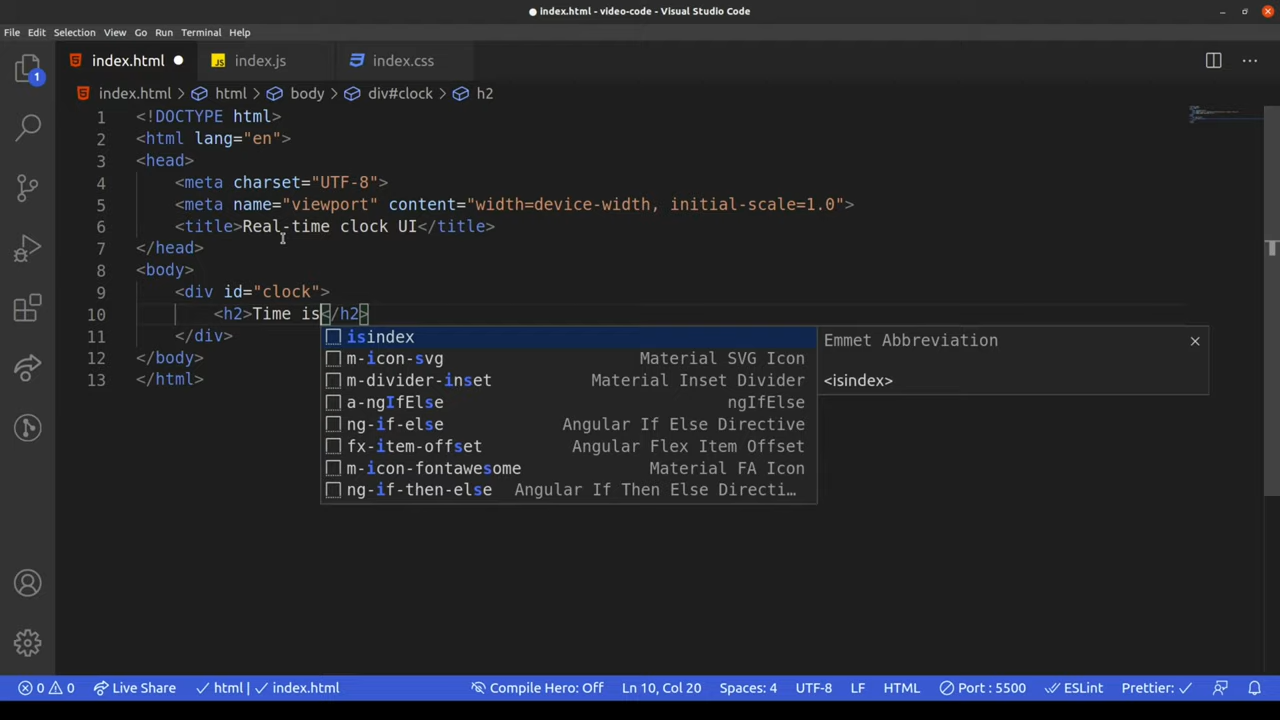 index.html - video-code - Visual Studio Code
File Edit Selection View Go Run Terminal Help
index.html index.js index.css
index.html > html > body > div#clock > h2
1 <!DOCTYPE html>
2 <html lang="en">
3 <head>
4 <meta charset="UTF-8">
5 <meta name="viewport" content="width=device-width, initial-scale=1.0">
6 <title>Real-time clock UI</title>
7 </head>
8 <body>
9 <div id="clock">
10 <h2>Time is</h2>
11 </div>
12 </body>
13 </html>
isindex
m-icon-svg Material SVG Icon
m-divider-inset Material Inset Divider
a-ngIfElse ngIfElse
ng-if-else Angular If Else Directive
fx-item-offset Angular Flex Item Offset
m-icon-fontawesome Material FA Icon
ng-if-then-else Angular If Then Else Directi...
Emmet Abbreviation
<isindex>
1
0 0 Live Share html | index.html Compile Hero: Off Ln 10, Col 20 Spaces: 4 UTF-8 LF HTML Port : 5500 ESLint Prettier: